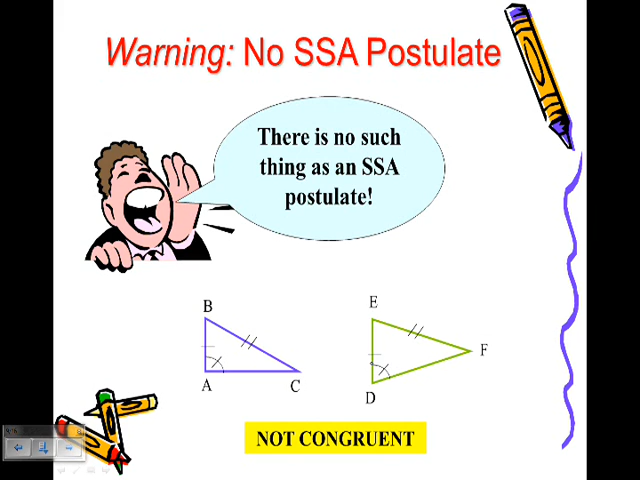 Warning: No SSA Postulate
There is no such
thing as an SSA
postulate!
B
E
F
A
C
D
NOT CONGRUENT